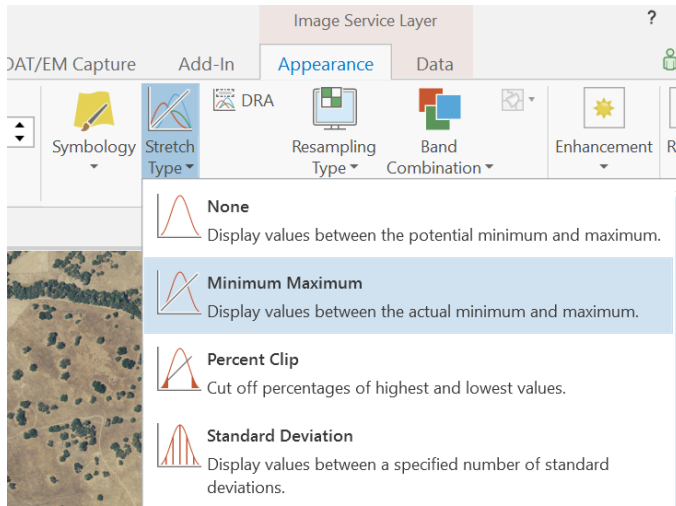 Image Service Layer
?
DAT/EM Capture Add-In Appearance Data
Symbology
Stretch
Type
DRA
Resampling
Type
Band
Combination
Enhancement
None
Display values between the potential minimum and maximum.
Minimum Maximum
Display values between the actual minimum and maximum.
Percent Clip
Cut off percentages of highest and lowest values.
Standard Deviation
Display values between a specified number of standard
deviations.